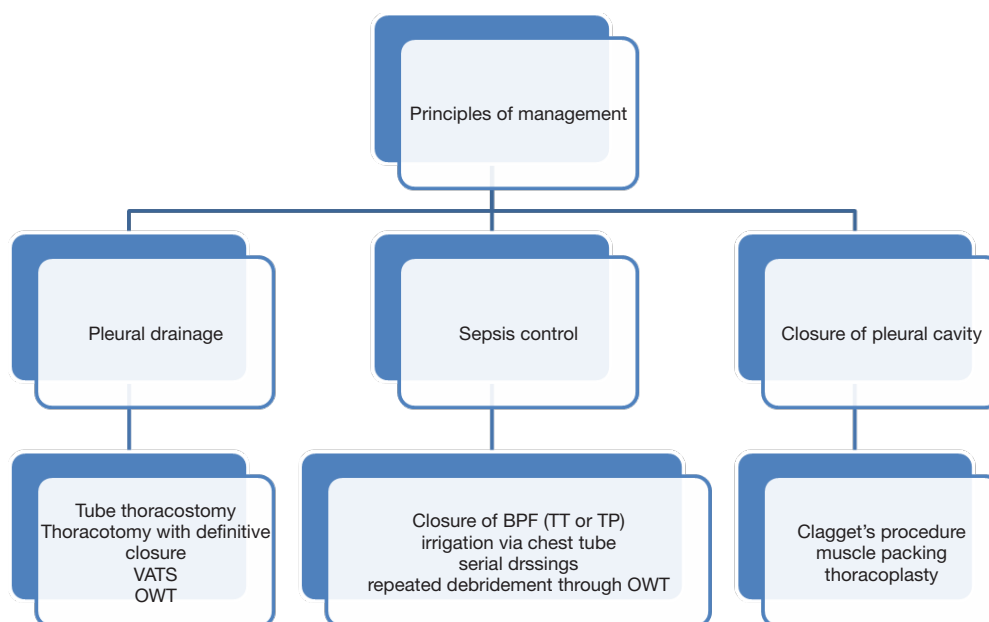 Principles of management
Pleural drainage
Sepsis control
Closure of pleural cavity
Tube thoracostomy
Thoracotomy with definitive
closure
VATS
OWT
Closure of BPF (TT or TP)
irrigation via chest tube
serial drssings
repeated debridement through OWT
Clagget’s procedure
muscle packing
thoracoplasty